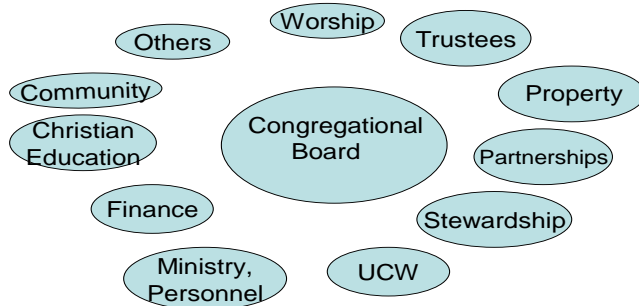 Worship
Others
Trustees
Community
Property
Christian
Education
Congregational
Board
Partnerships
Finance
Stewardship
Ministry,
Personnel
UCW